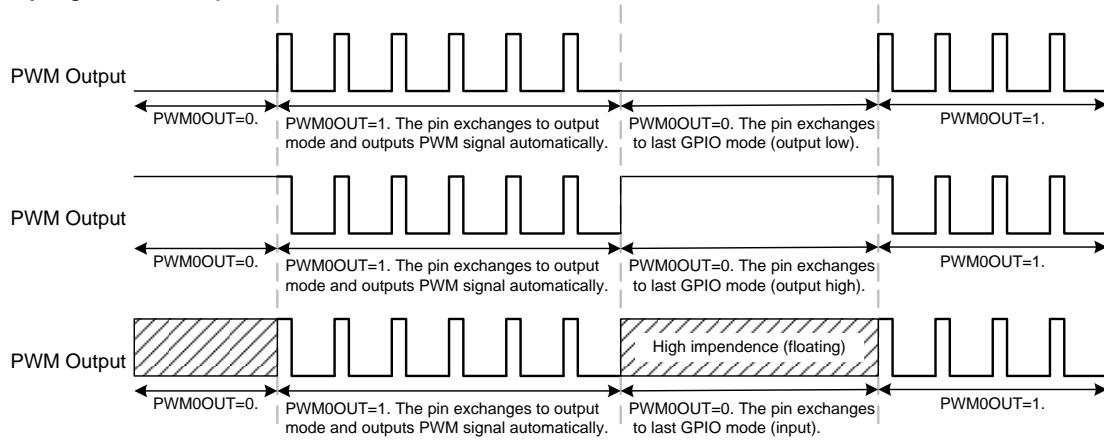 PWM Output
PWM0OUT=0.
PWM0OUT=1. The pin exchanges to output
mode and outputs PWM signal automatically.
PWM0OUT=0. The pin exchanges
to last GPIO mode (output low).
PWM0OUT=1.
PWM Output
PWM0OUT=0.
PWM0OUT=1. The pin exchanges to output
mode and outputs PWM signal automatically.
PWM0OUT=0. The pin exchanges
to last GPIO mode (output high).
PWM0OUT=1.
PWM Output
High impendence (floating)
PWM0OUT=0.
PWM0OUT=1. The pin exchanges to output
mode and outputs PWM signal automatically.
PWM0OUT=0. The pin exchanges
to last GPIO mode (input).
PWM0OUT=1.